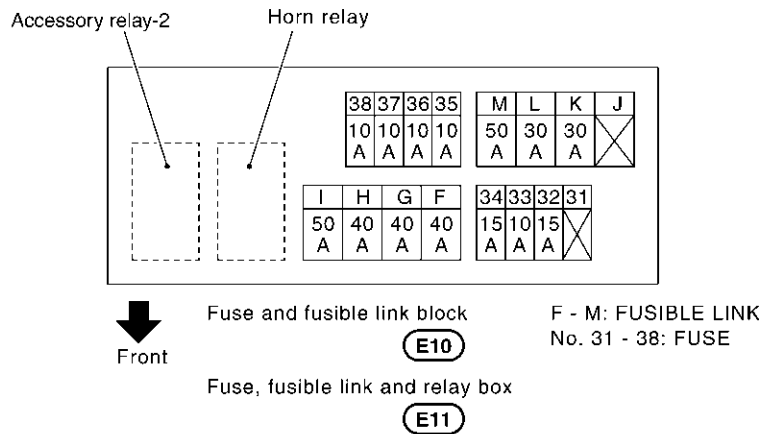 Accessory relay-2 Horn relay
38 37 36 35 M L K J
10 10 10 10 50 30 30
A A A A A A A
I H G F 34 33 32 31
50 40 40 40 15 10 15
A A A A A A A
Fuse and fusible link block F - M: FUSIBLE LINK
E10 No. 31 - 38: FUSE
Front
Fuse, fusible link and relay box
E11